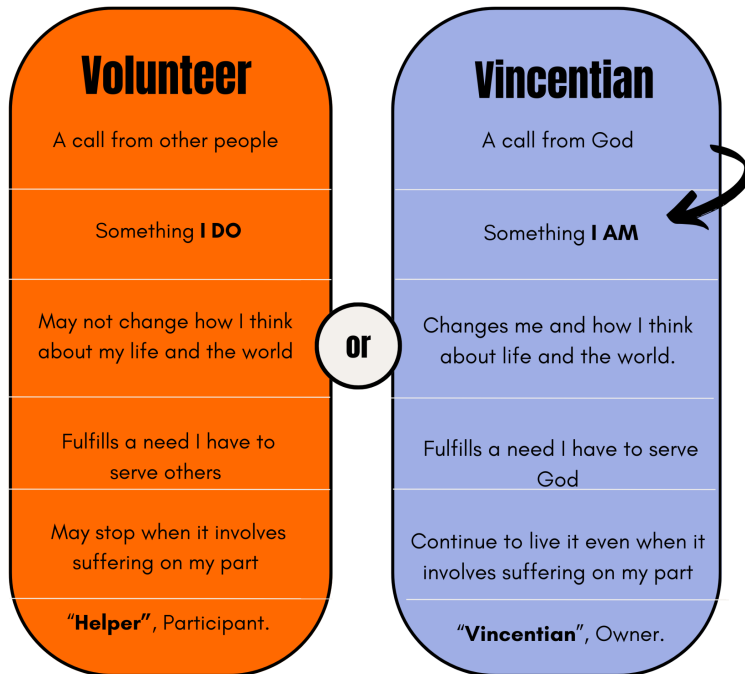 Volunteer
A call from other people
Something I DO
May not change how I think
about my life and the world
Fulfills a need I have to
serve others
May stop when it involves
suffering on my part
“Helper”, Participant.
or
Vincentian
A call from God
Something I AM
Changes me and how I think
about life and the world.
Fulfills a need I have to serve
God
Continue to live it even when it
involves suffering on my part
“Vincentian”, Owner.